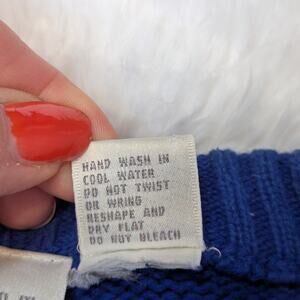 HAND WASH IN
COOL WATER
DO NOT TWIST
OR WRING
RESHAPE AND
DRY FLAT
DO NOT BLEACH